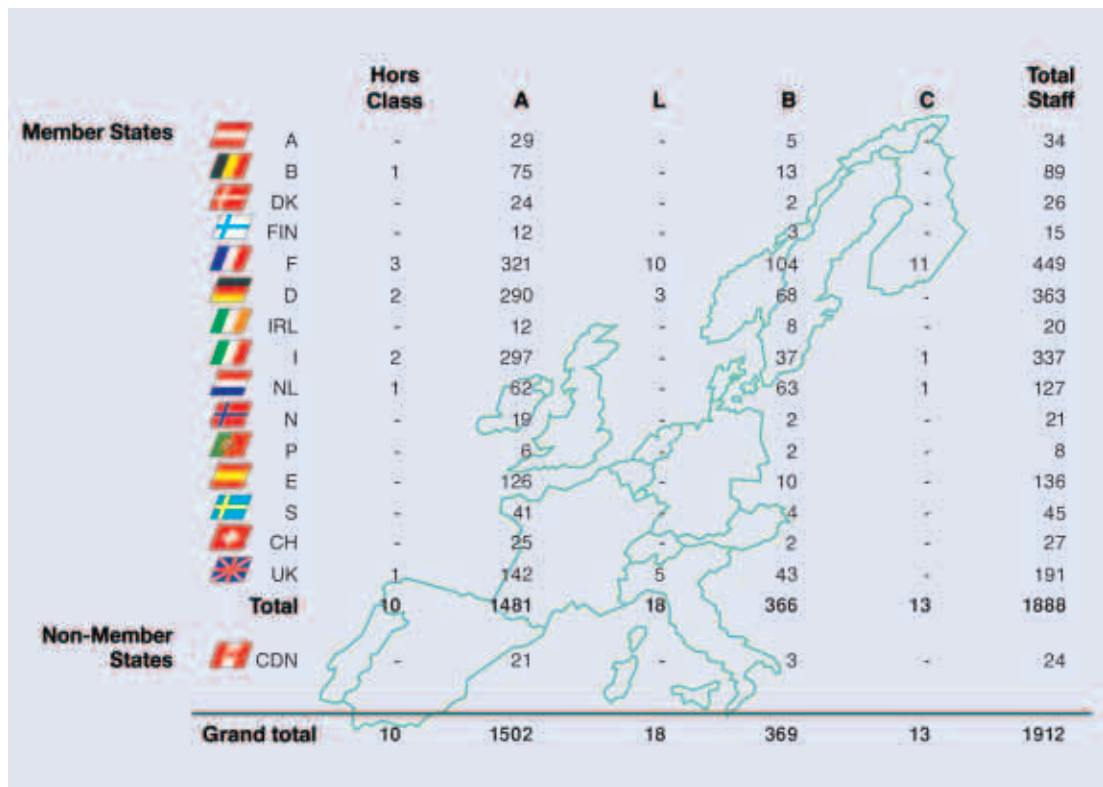 Hors Class A L B C Total Staff
Member States
A - 29 - 5 - 34
B 1 75 - 13 - 89
DK - 24 - 2 - 26
FIN - 12 - 3 - 15
F 3 321 10 104 11 449
D 2 290 3 68 - 363
IRL - 12 - 8 - 20
I 2 297 - 37 1 337
NL 1 62 - 63 1 127
N - 19 - 2 - 21
P - 6 - 2 - 8
E - 126 - 10 - 136
S - 41 - 4 - 45
CH - 25 - 2 - 27
UK 1 142 5 43 - 191
Total 10 1481 18 366 13 1888
Non-Member States
CDN - 21 - 3 - 24
Grand total 10 1502 18 369 13 1912